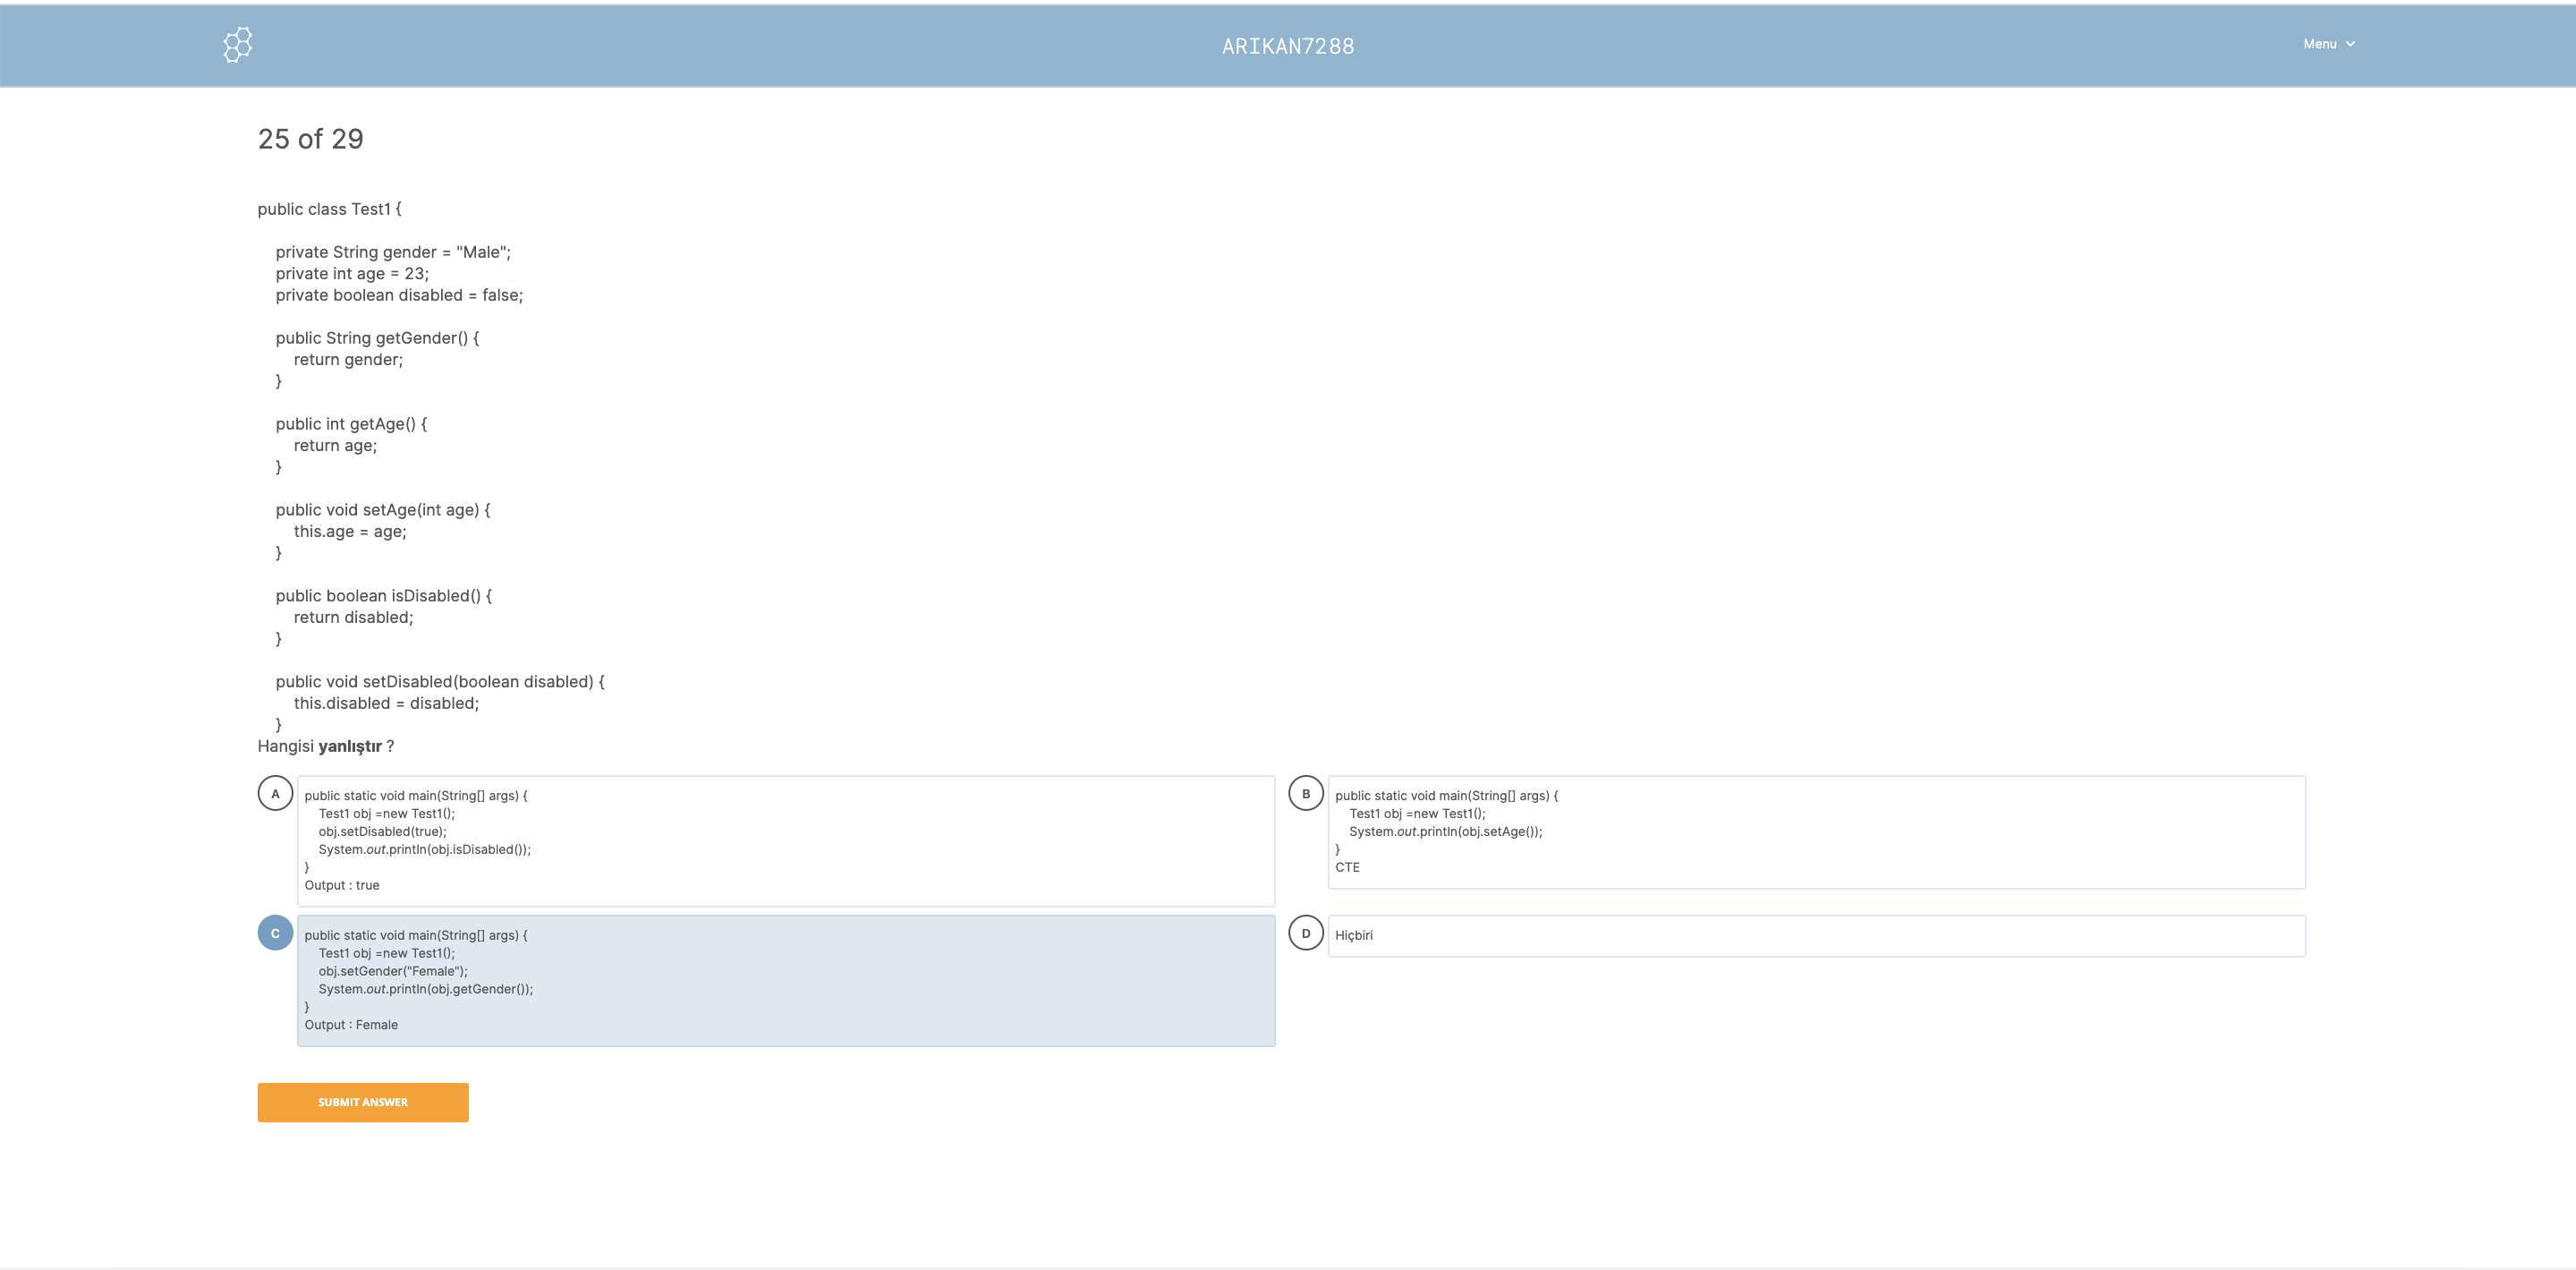 ARIKAN7288
Menu
25 of 29
public class Test1 {
private String gender = "Male";
private int age = 23;
private boolean disabled = false;
public String getGender() {
return gender;
}
public int getAge() {
return age;
}
public void setAge(int age) {
this.age = age;
}
public boolean isDisabled() {
return disabled;
}
public void setDisabled(boolean disabled) {
this.disabled = disabled;
}
Hangisi yanlıştır ?
A
public static void main(String[] args) {
Test1 obj =new Test1();
obj.setDisabled(true);
System.out.println(obj.isDisabled());
}
Output : true
B
public static void main(String[] args) {
Test1 obj =new Test1();
System.out.println(obj.setAge());
}
CTE
C
public static void main(String[] args) {
Test1 obj =new Test1();
obj.setGender("Female");
System.out.println(obj.getGender());
}
Output : Female
D
Hiçbiri
SUBMIT ANSWER